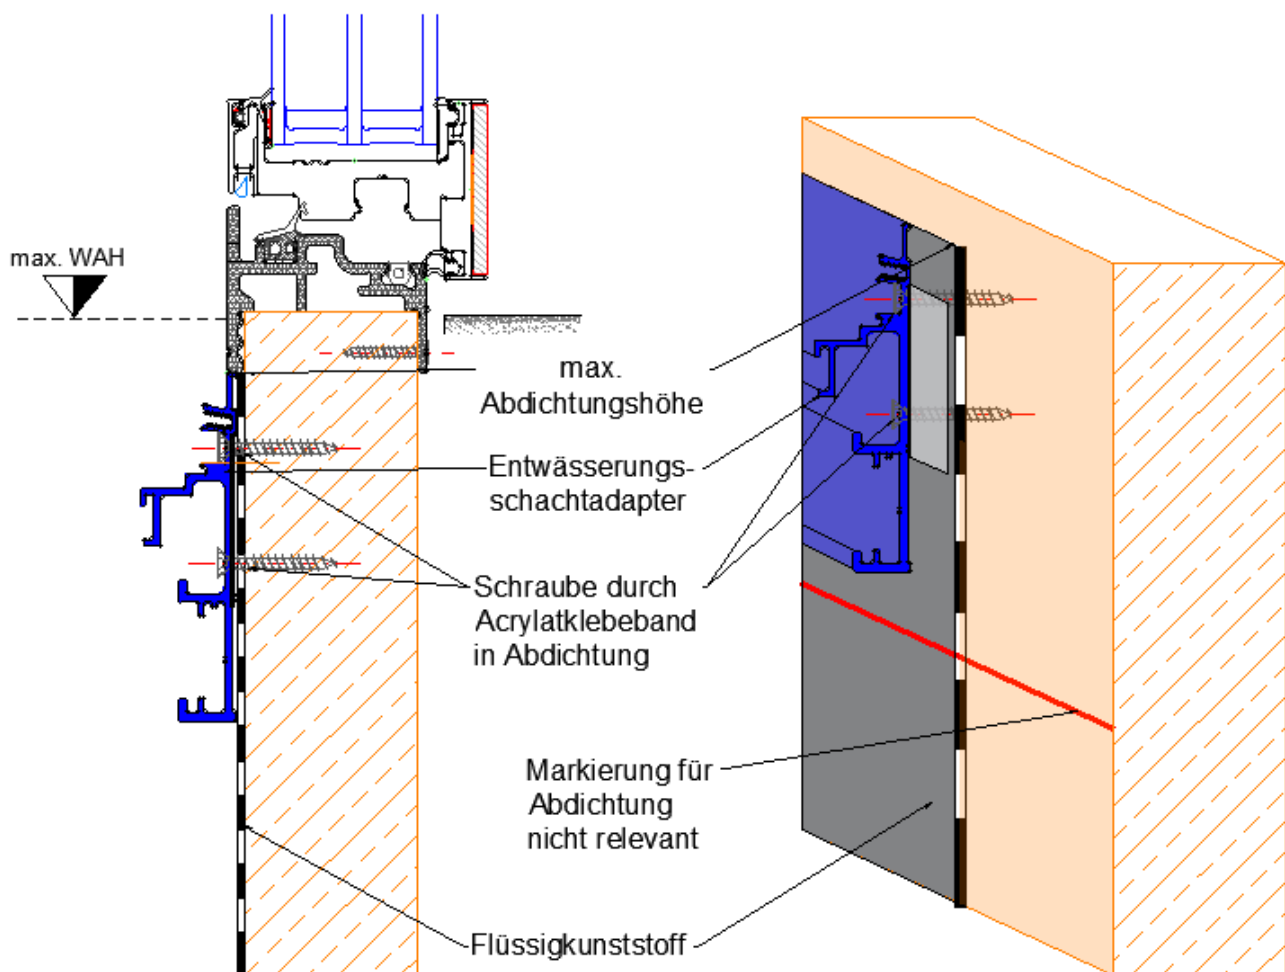 max. WAH
max.
Abdichtungshöhe
Entwässerungs-
schachtadapter
Schraube durch
Acrylatklebeband
in Abdichtung
Markierung für
Abdichtung
nicht relevant
Flüssigkunststoff